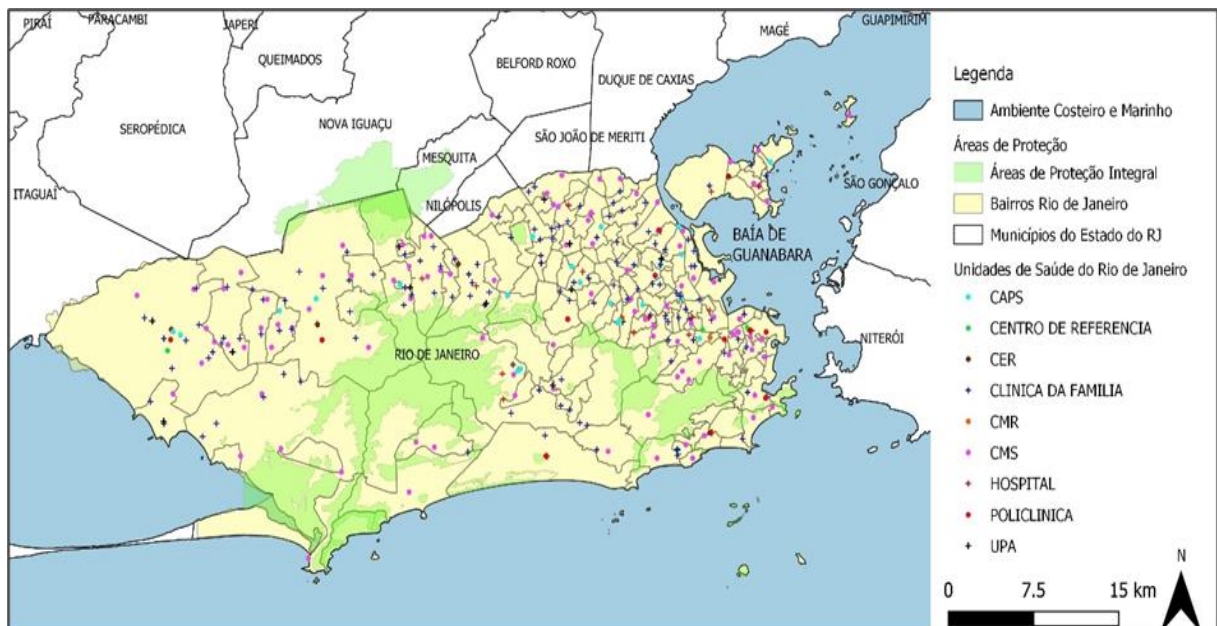 PIRAÍ
PARACAMBI
JAPERI
MAGÉ
GUAPIMIRIM
QUEIMADOS
BELFORD ROXO
DUQUE DE CAXIAS
SEROPÉDICA
NOVA IGUAÇU
SÃO JOÃO DE MERITI
MESQUITA
ITAGUAÍ
NILÓPOLIS
SÃO GONÇALO
BAÍA DE
GUANABARA
RIO DE JANEIRO
NITERÓI
Legenda
Ambiente Costeiro e Marinho
Áreas de Proteção
Áreas de Proteção Integral
Bairros Rio de Janeiro
Municípios do Estado do RJ
Unidades de Saúde do Rio de Janeiro
CAPS
CENTRO DE REFERENCIA
CER
CLINICA DA FAMILIA
CMR
CMS
HOSPITAL
POLICLINICA
UPA
N
0 7.5 15 km